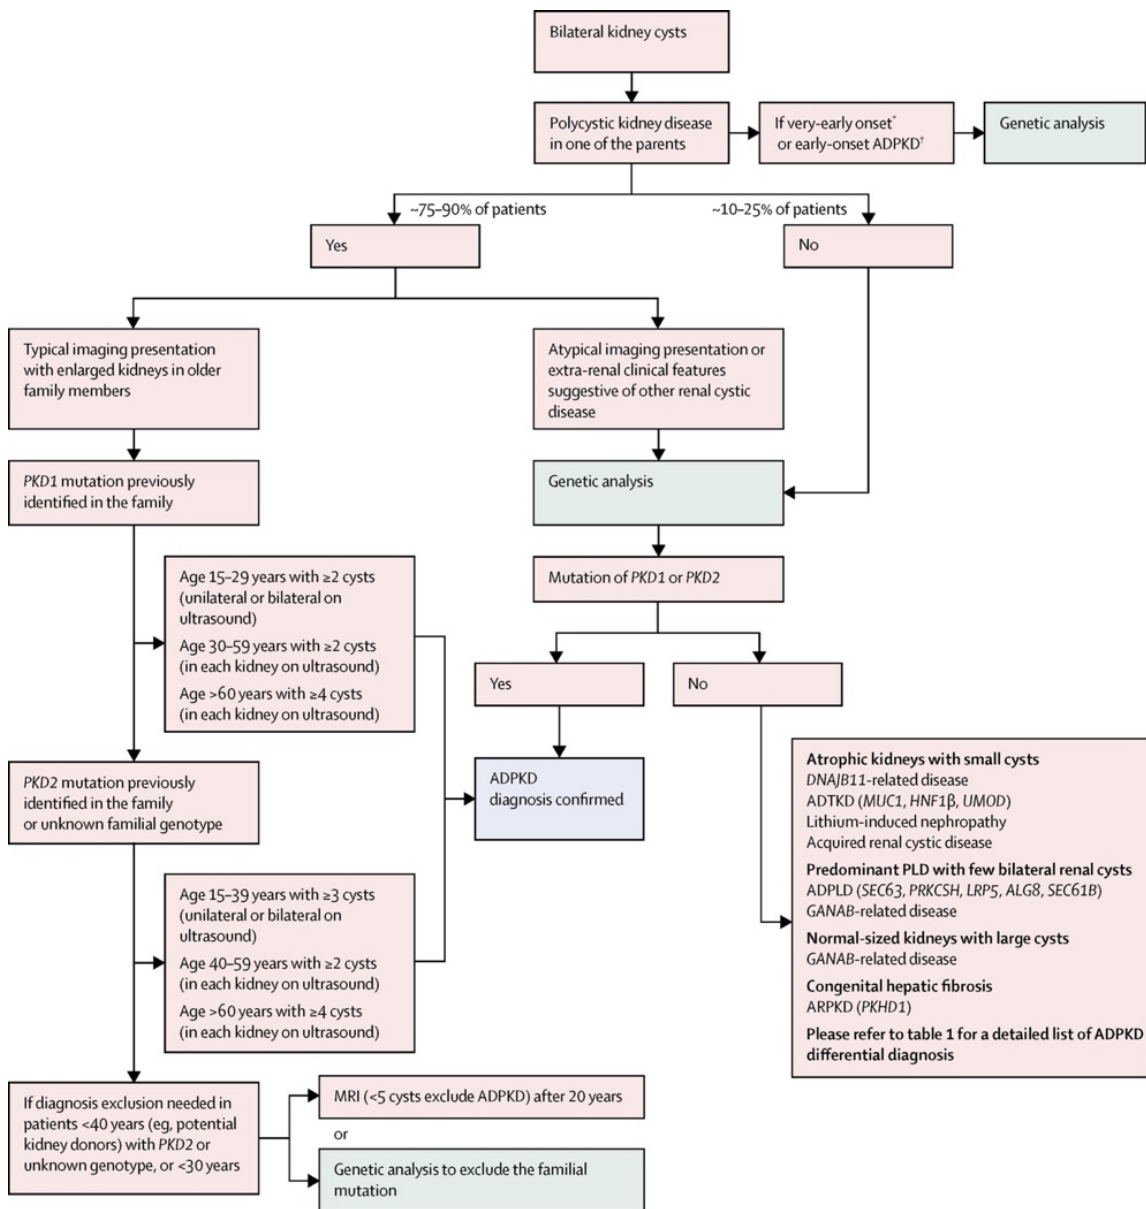 Bilateral kidney cysts
Polycystic kidney disease
in one of the parents
If very-early onset*
or early-onset ADPKD†
Genetic analysis
~75–90% of patients
~10–25% of patients
Yes
No
Typical imaging presentation
with enlarged kidneys in older
family members
Atypical imaging presentation or
extra-renal clinical features
suggestive of other renal cystic
disease
PKD1 mutation previously
identified in the family
Genetic analysis
Age 15–29 years with ≥2 cysts
(unilateral or bilateral on
ultrasound)
Age 30–59 years with ≥2 cysts
(in each kidney on ultrasound)
Age >60 years with ≥4 cysts
(in each kidney on ultrasound)
Mutation of PKD1 or PKD2
Yes
No
PKD2 mutation previously
identified in the family
or unknown familial genotype
ADPKD
diagnosis confirmed
Atrophic kidneys with small cysts
DNAJB11-related disease
ADTKD (MUC1, HNF1β, UMOD)
Lithium-induced nephropathy
Acquired renal cystic disease
Predominant PLD with few bilateral renal cysts
ADPLD (SEC63, PRKCSH, LRP5, ALG8, SEC61B)
GANAB-related disease
Normal-sized kidneys with large cysts
GANAB-related disease
Congenital hepatic fibrosis
ARPKD (PKHD1)
Please refer to table 1 for a detailed list of ADPKD
differential diagnosis
Age 15–39 years with ≥3 cysts
(unilateral or bilateral on
ultrasound)
Age 40–59 years with ≥2 cysts
(in each kidney on ultrasound)
Age >60 years with ≥4 cysts
(in each kidney on ultrasound)
If diagnosis exclusion needed in
patients <40 years (eg, potential
kidney donors) with PKD2 or
unknown genotype, or <30 years
MRI (<5 cysts exclude ADPKD) after 20 years
or
Genetic analysis to exclude the familial
mutation